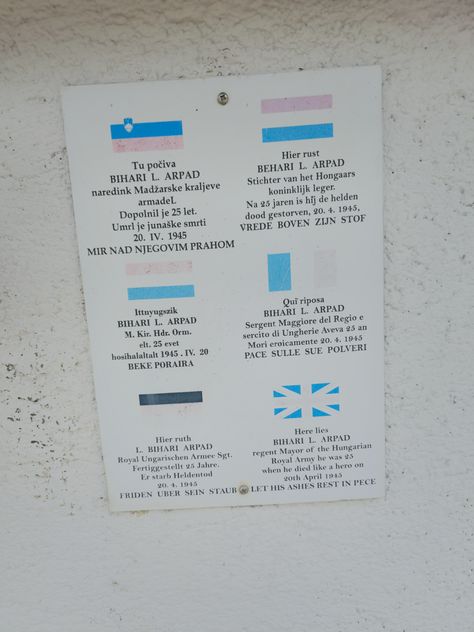 Tu počiva
BIHARI L. ARPAD
naredink Madžarske kraljeve
armadeL
Dopolnil je 25 let.
Umrl je junaške smrti
20. IV. 1945
MIR NAD NJEGOVIM PRAHOM
Hier rust
BEHARI L. ARPAD
Stichter van het Hongaars
koninklijk leger.
Na 25 jaren is hij de helden
dood gestorven, 20. 4. 1945,
VREDE BOVEN ZIJN STOF
Ittnyugszik
BIHARI L. ARPAD
M. Kir. Hdr. Orm.
elt. 25 evet
hosihalaltalt 1945 . IV. 20
BEKE PORAIRA
Quï riposa
BIHARI L. ARPAD
Sergent Maggiore del Regio e
sercito di Ungherie Aveva 25 an
Mori eroicamente 20. 4. 1945
PACE SULLE SUE POLVERI
Hier ruth
L. BIHARI ARPAD
Royal Ungarischen Armee Sgt.
Fertiggestellt 25 Jahre.
Er starb Heldentod
20. 4. 1945
FRIDEN UBER SEIN STAUB
Here lies
BIHARI L. ARPAD
regent Mayor of the Hungarian
Royal Army he was 25
when he died like a hero on
20th April 1945
LET HIS ASHES REST IN PECE